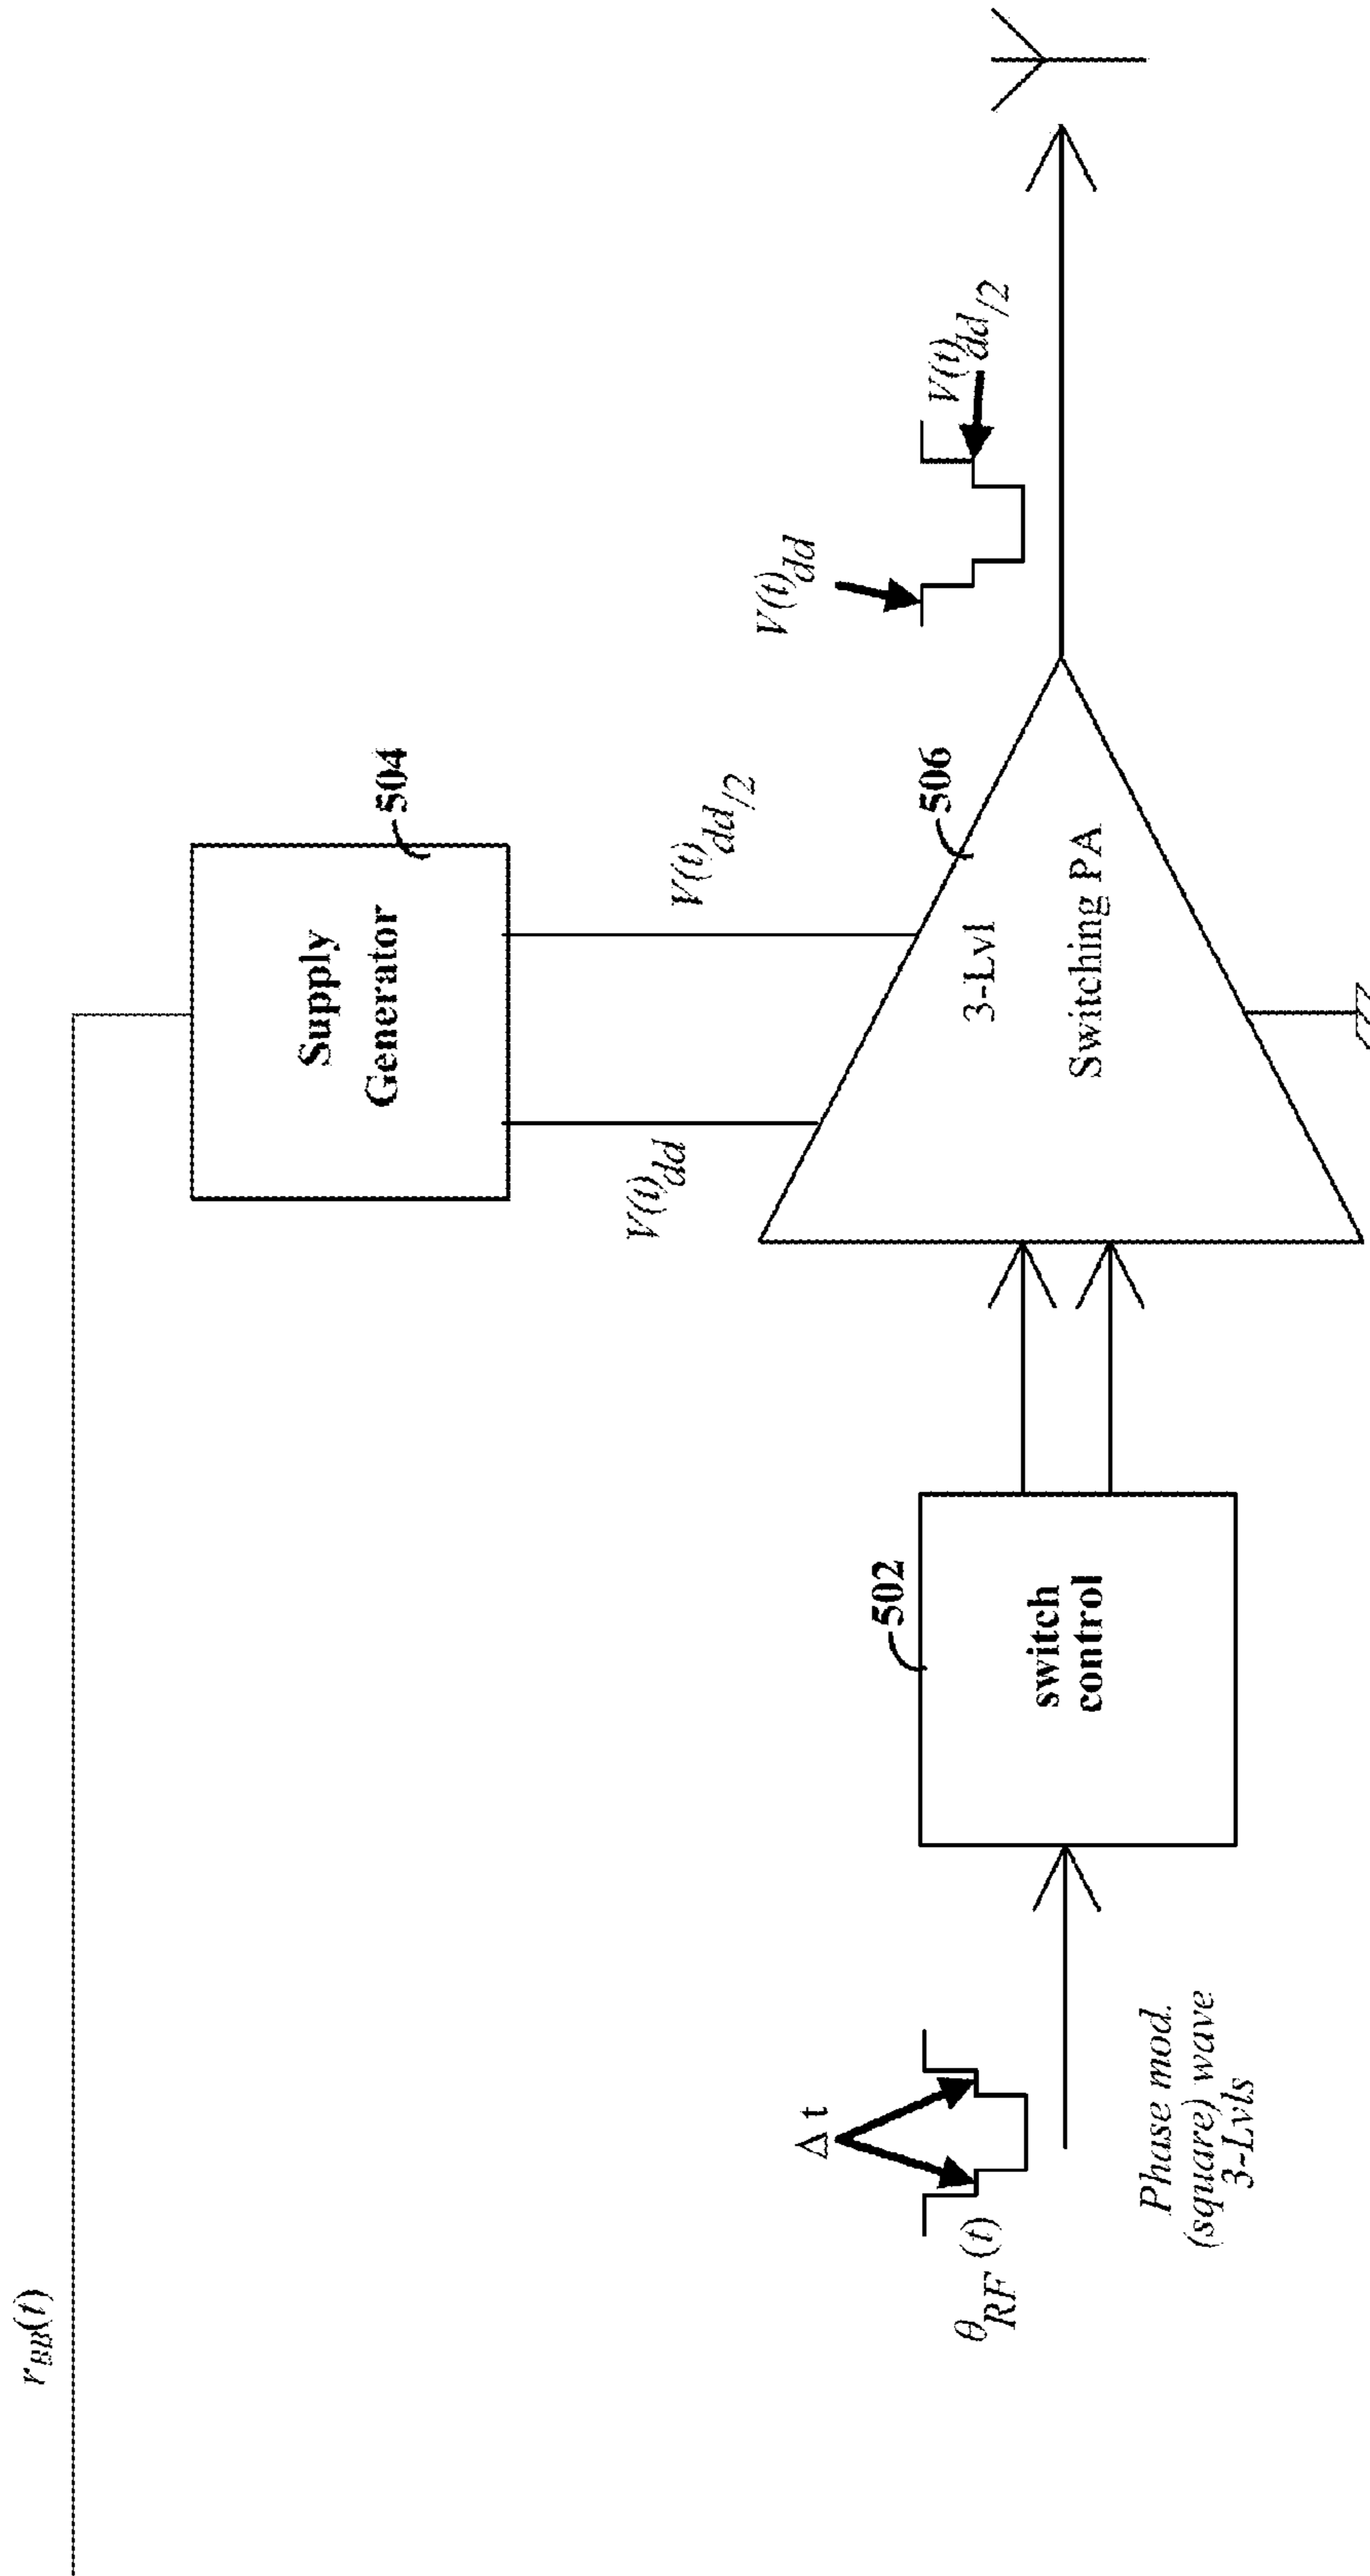 r_BB(t)
Supply
Generator
504
V(t)_dd
V(t)_dd/2
3-Lvl
Switching PA
506
V(t)_dd
V(t)_dd/2
switch
control
502
Δt
θ_RF(t)
Phase mod.
(square) wave
3-Lvls